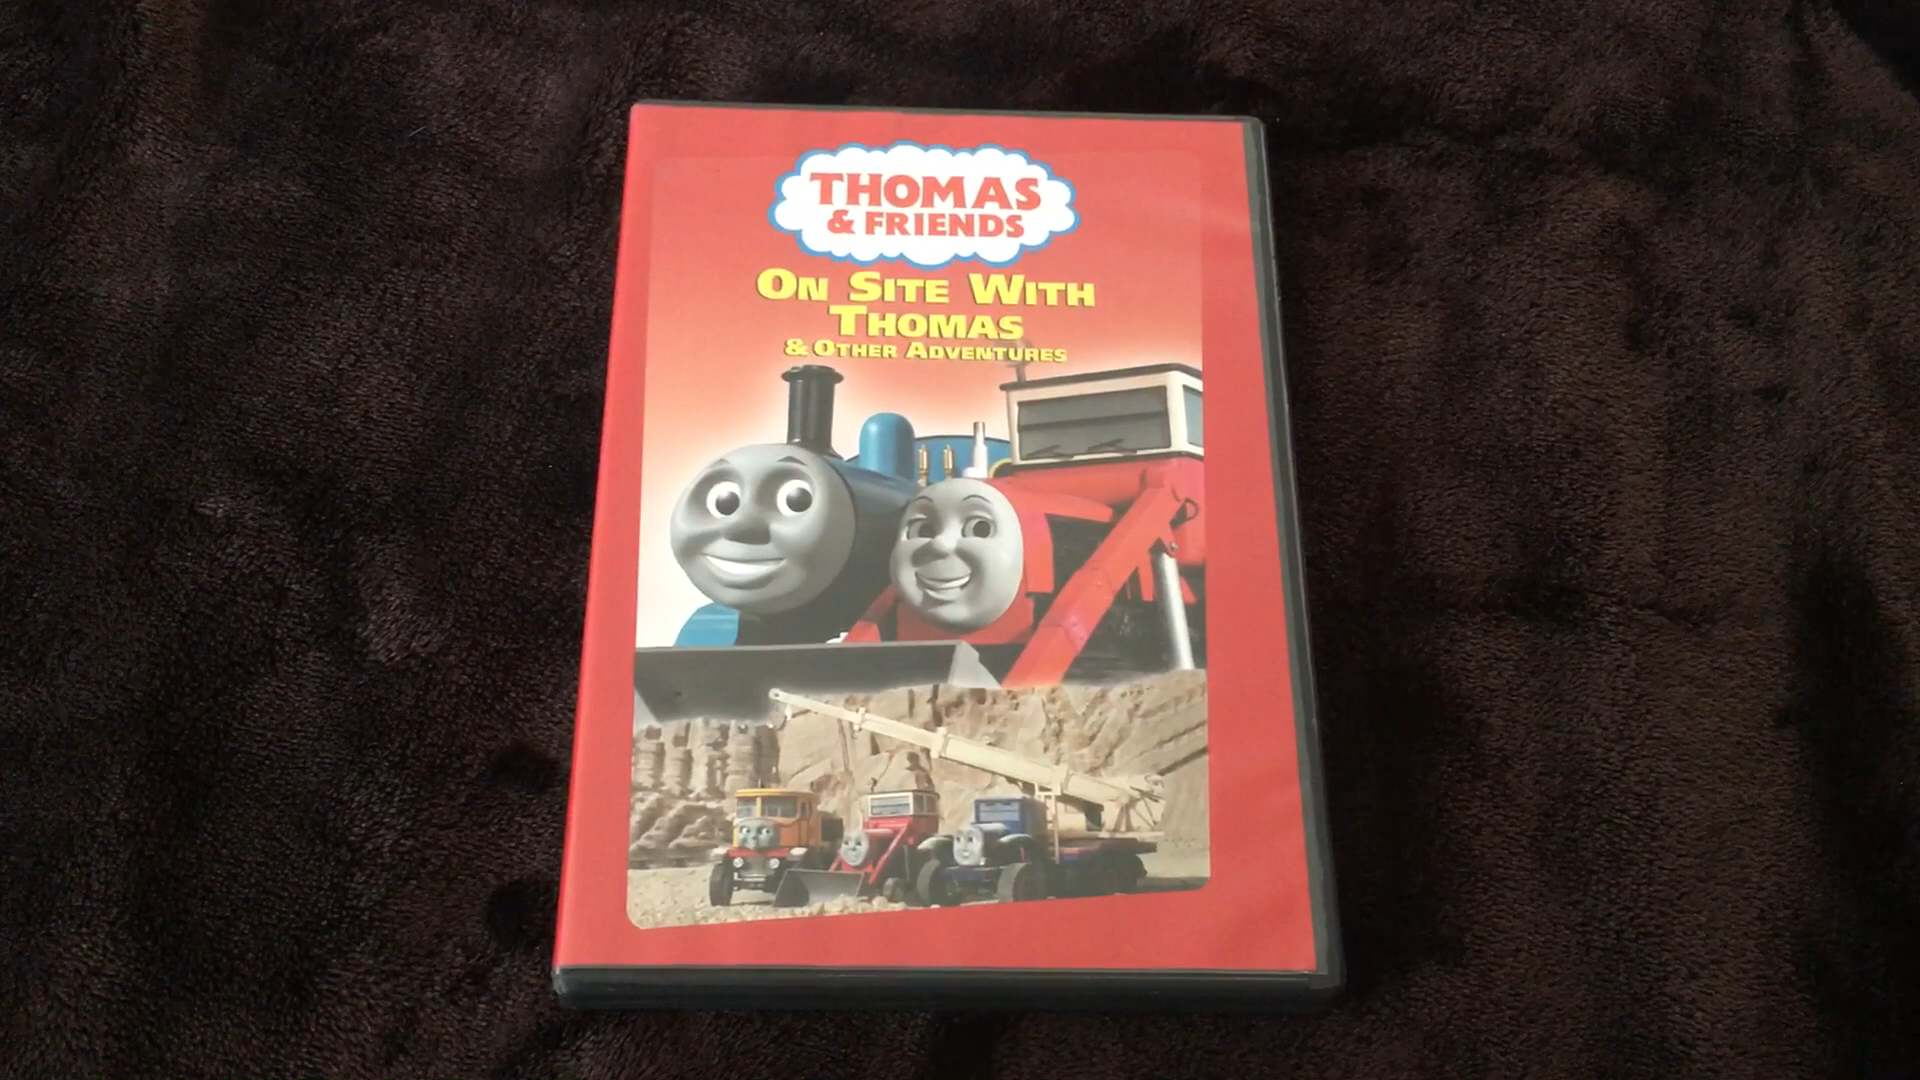 THOMAS
& FRIENDS
ON SITE WITH
THOMAS
& OTHER ADVENTURES